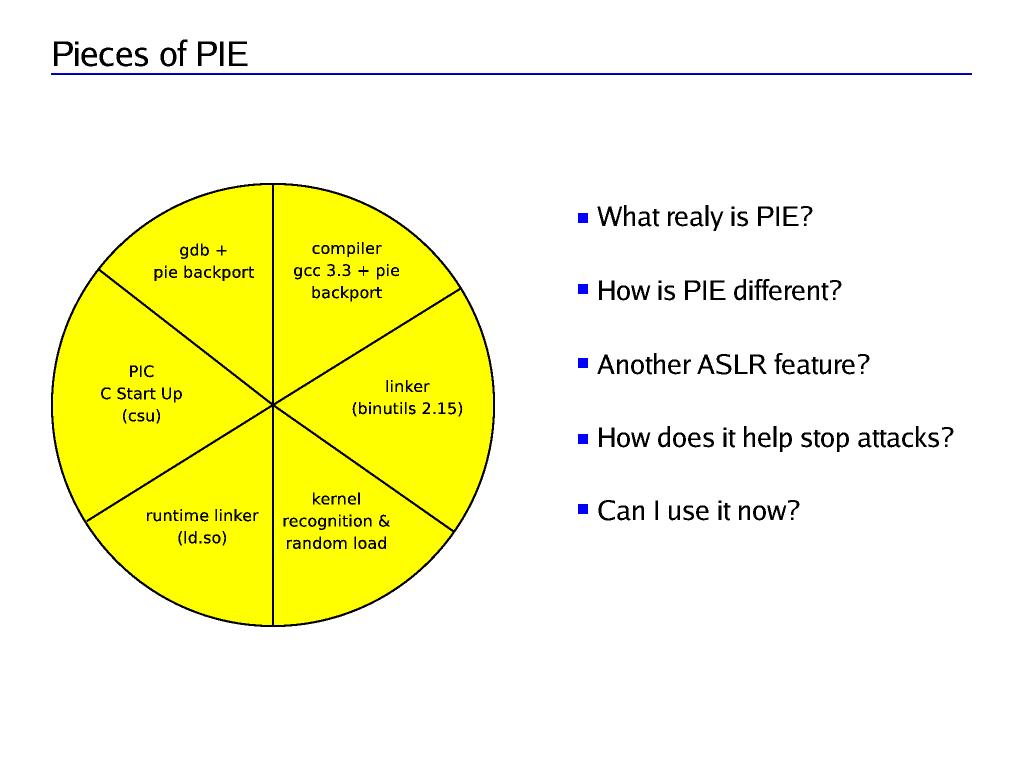 Pieces of PIE
gdb +
pie backport
compiler
gcc 3.3 + pie
backport
PIC
C Start Up
(csu)
linker
(binutils 2.15)
runtime linker
(ld.so)
kernel
recognition &
random load
What realy is PIE?
How is PIE different?
Another ASLR feature?
How does it help stop attacks?
Can I use it now?